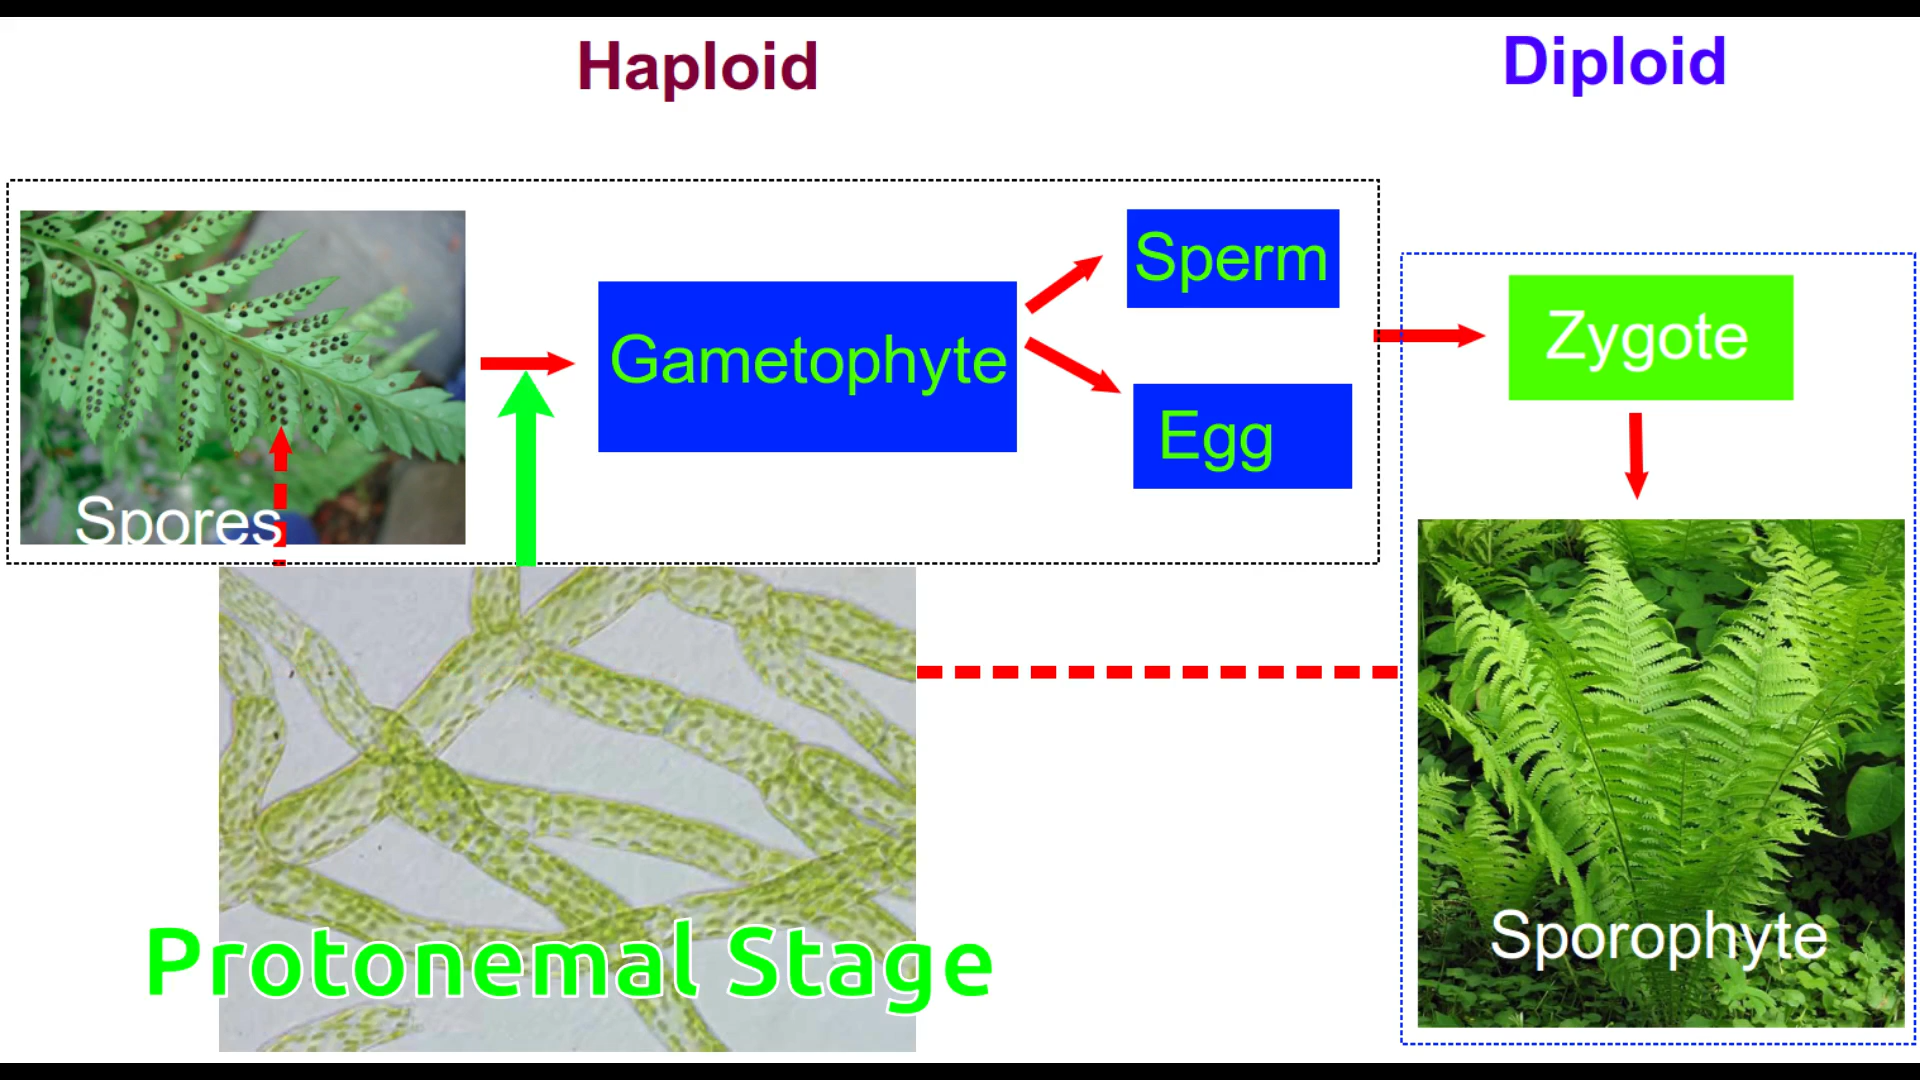 Haploid
Diploid
Spores
Gametophyte
Sperm
Egg
Zygote
Sporophyte
Protonemal Stage